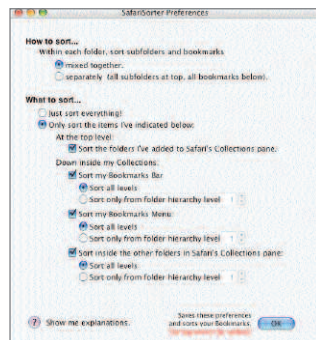 SafariSorter Preferences
How to sort...
Within each folder, sort subfolders and bookmarks
mixed together.
separately (all subfolders at top, all bookmarks below).
What to sort...
Just sort everything!
Only sort the items I've indicated below:
At the top level:
Sort the folders I've added to Safari's Collections pane.
Down inside my Collections:
Sort my Bookmarks Bar
Sort all levels
Sort only from folder hierarchy level 1
Sort my Bookmarks Menu:
Sort all levels
Sort only from folder hierarchy level 1
Sort inside the other folders in Safari's Collections pane:
Sort all levels
Sort only from folder hierarchy level 1
? Show me explanations.
Saves these preferences
and sorts your Bookmarks.
OK